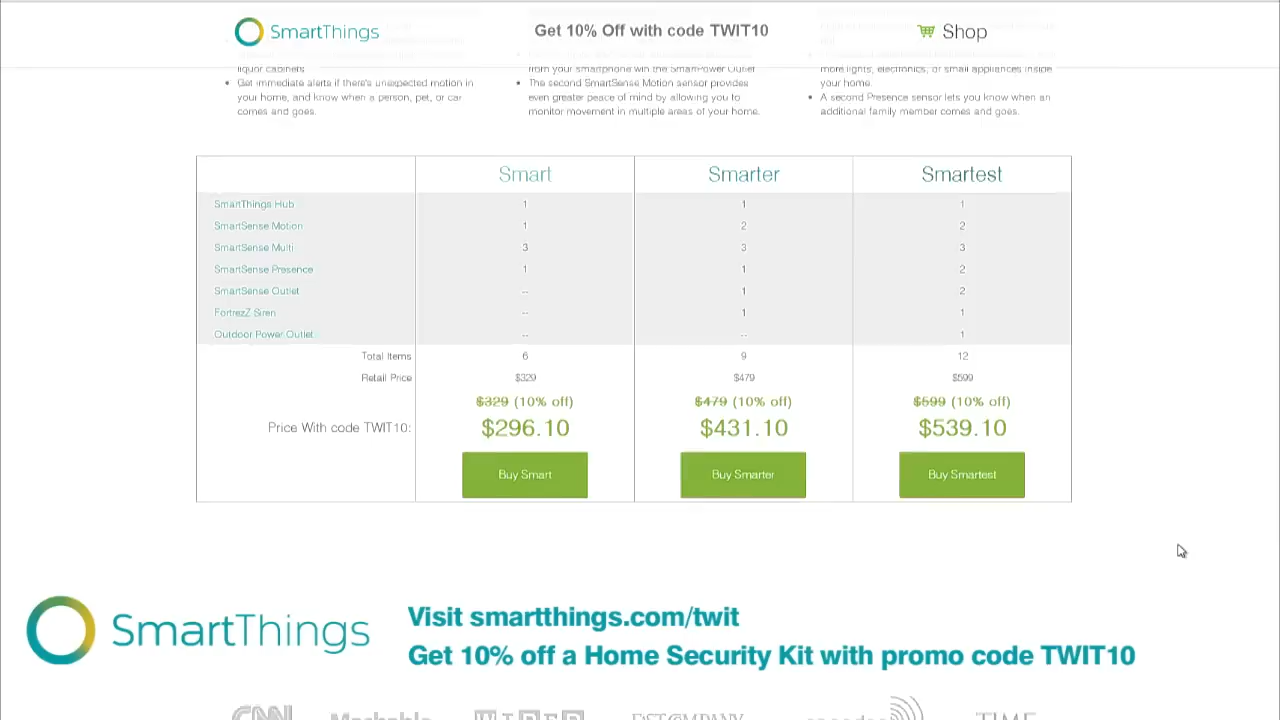 SmartThings
Get 10% Off with code TWIT10
Shop
liquor cabinets
Get immediate alerts if there's unexpected motion in
your home, and know when a person, pet, or car
comes and goes.
from your smartphone with the SmartPower Outlet
The second SmartSense Motion sensor provides
even greater peace of mind by allowing you to
monitor movement in multiple areas of your home.
more lights, electronics, or small appliances inside
your home.
A second Presence sensor lets you know when an
additional family member comes and goes.
Smart Smarter Smartest
SmartThings Hub 1 1 1
SmartSense Motion 1 2 2
SmartSense Multi 3 3 3
SmartSense Presence 1 1 2
SmartSense Outlet -- 1 2
FortrezZ Siren -- 1 1
Outdoor Power Outlet -- -- 1
Total Items 6 9 12
Retail Price $329 $479 $599
$329 (10% off) $479 (10% off) $599 (10% off)
Price With code TWIT10: $296.10 $431.10 $539.10
Buy Smart Buy Smarter Buy Smartest
SmartThings
Visit smartthings.com/twit
Get 10% off a Home Security Kit with promo code TWIT10
CNN Mashable WIRED FAST COMPANY TIME